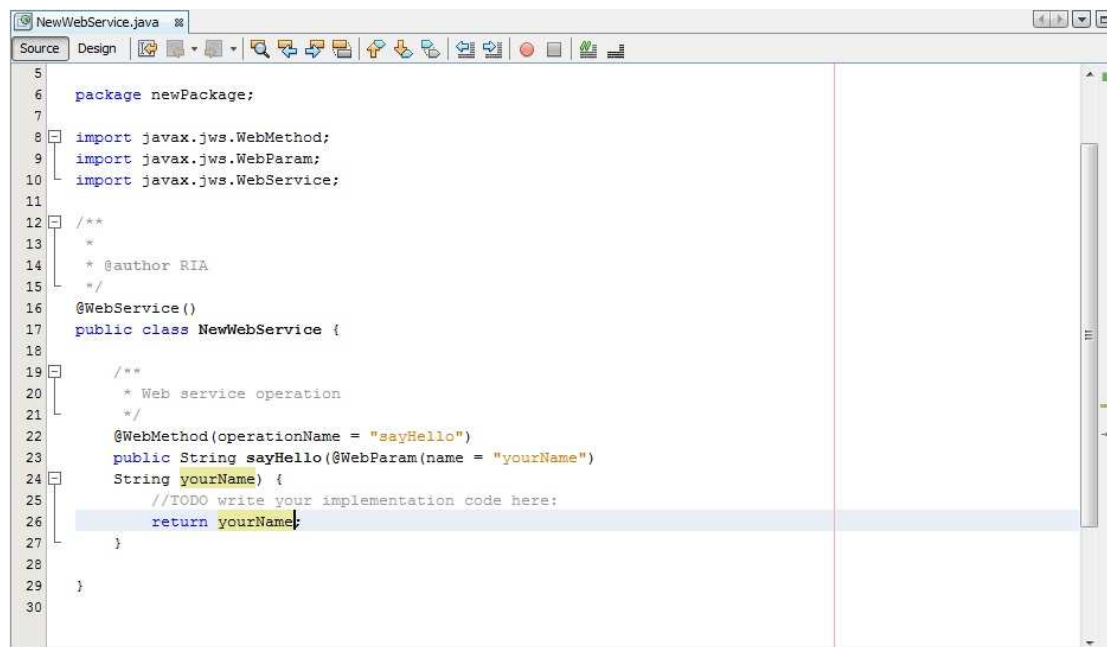 NewWebService.java
Source Design
5
6 package newPackage;
7
8 import javax.jws.WebMethod;
9 import javax.jws.WebParam;
10 import javax.jws.WebService;
11
12 /**
13 *
14 * @author RIA
15 */
16 @WebService()
17 public class NewWebService {
18
19 /**
20 * Web service operation
21 */
22 @WebMethod(operationName = "sayHello")
23 public String sayHello(@WebParam(name = "yourName")
24 String yourName) {
25 //TODO write your implementation code here:
26 return yourName;
27 }
28
29 }
30